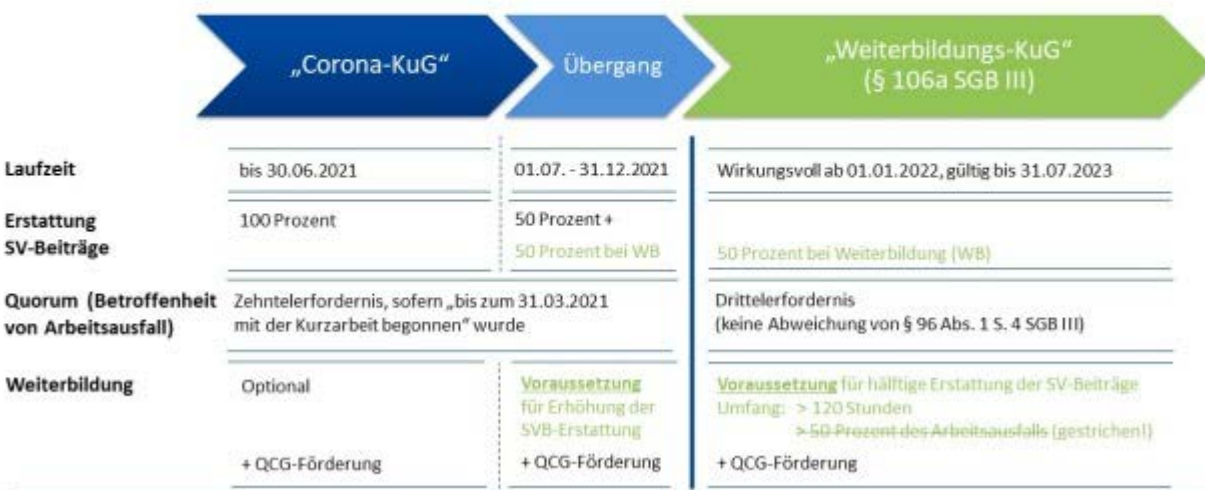 „Corona-KuG“
Übergang
„Weiterbildungs-KuG“
(§ 106a SGB III)
Laufzeit
bis 30.06.2021
01.07. - 31.12.2021
Wirkungsvoll ab 01.01.2022, gültig bis 31.07.2023
Erstattung
SV-Beiträge
100 Prozent
50 Prozent +
50 Prozent bei WB
50 Prozent bei Weiterbildung (WB)
Quorum (Betroffenheit
von Arbeitsausfall)
Zehntelerfordernis, sofern „bis zum 31.03.2021
mit der Kurzarbeit begonnen“ wurde
Drittelerfordernis
(keine Abweichung von § 96 Abs. 1 S. 4 SGB III)
Weiterbildung
Optional
+ QCG-Förderung
Voraussetzung
für Erhöhung der
SVB-Erstattung
+ QCG-Förderung
Voraussetzung für hälftige Erstattung der SV-Beiträge
Umfang: > 120 Stunden
> 50 Prozent des Arbeitsausfalls (gestrichen!)
+ QCG-Förderung